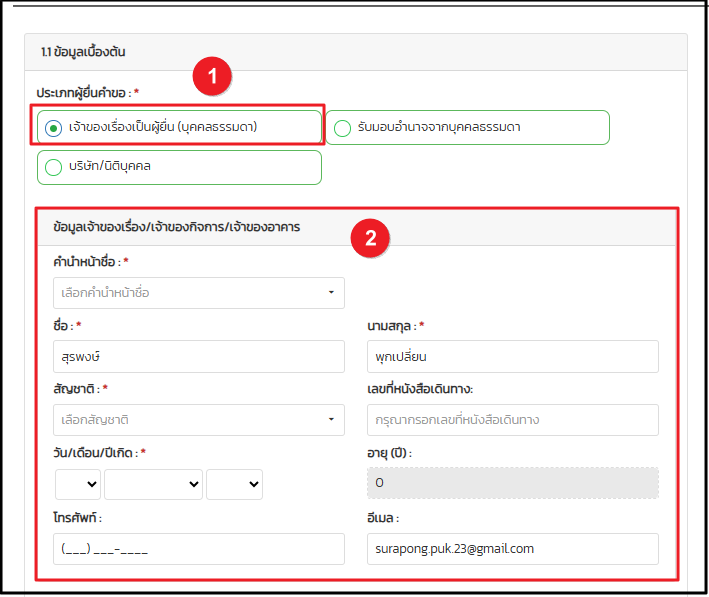 1.1 ข้อมูลเบื้องต้น
1
ประเภทผู้ยื่นคำขอ : *
เจ้าของเรื่องเป็นผู้ยื่น (บุคคลธรรมดา) รับมอบอำนาจจากบุคคลธรรมดา
บริษัท/นิติบุคคล
ข้อมูลเจ้าของเรื่อง/เจ้าของกิจการ/เจ้าของอาคาร
2
คำนำหน้าชื่อ : *
เลือกคำนำหน้าชื่อ
ชื่อ : * นามสกุล : *
สุรพงษ์ พุกเปลี่ยน
สัญชาติ : * เลขที่หนังสือเดินทาง:
เลือกสัญชาติ กรุณากรอกเลขที่หนังสือเดินทาง
วัน/เดือน/ปีเกิด : * อายุ (ปี) :
0
โทรศัพท์ : อีเมล :
(___) ___-____ surapong.puk.23@gmail.com